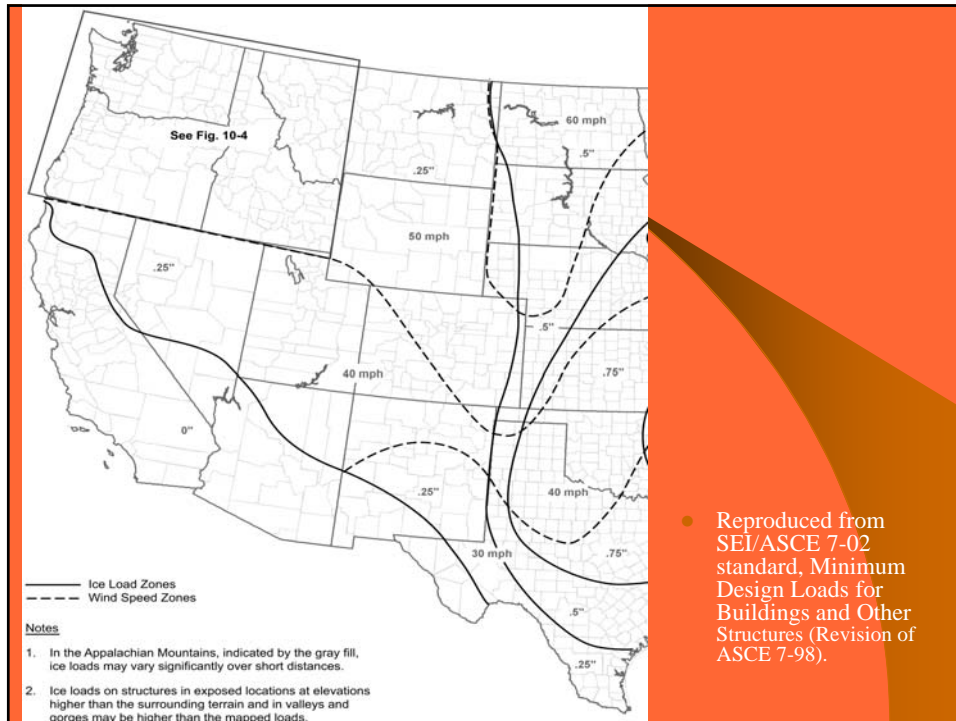 60 mph
See Fig. 10-4
.5"
.25"
50 mph
.25"
.5"
40 mph
.75"
0"
.25"
40 mph
30 mph
.75"
Ice Load Zones
Wind Speed Zones
.5"
.25"
Notes
1. In the Appalachian Mountains, indicated by the gray fill,
ice loads may vary significantly over short distances.
2. Ice loads on structures in exposed locations at elevations
higher than the surrounding terrain and in valleys and
gorges may be higher than the mapped loads.
• Reproduced from
SEI/ASCE 7-02
standard, Minimum
Design Loads for
Buildings and Other
Structures (Revision of
ASCE 7-98).